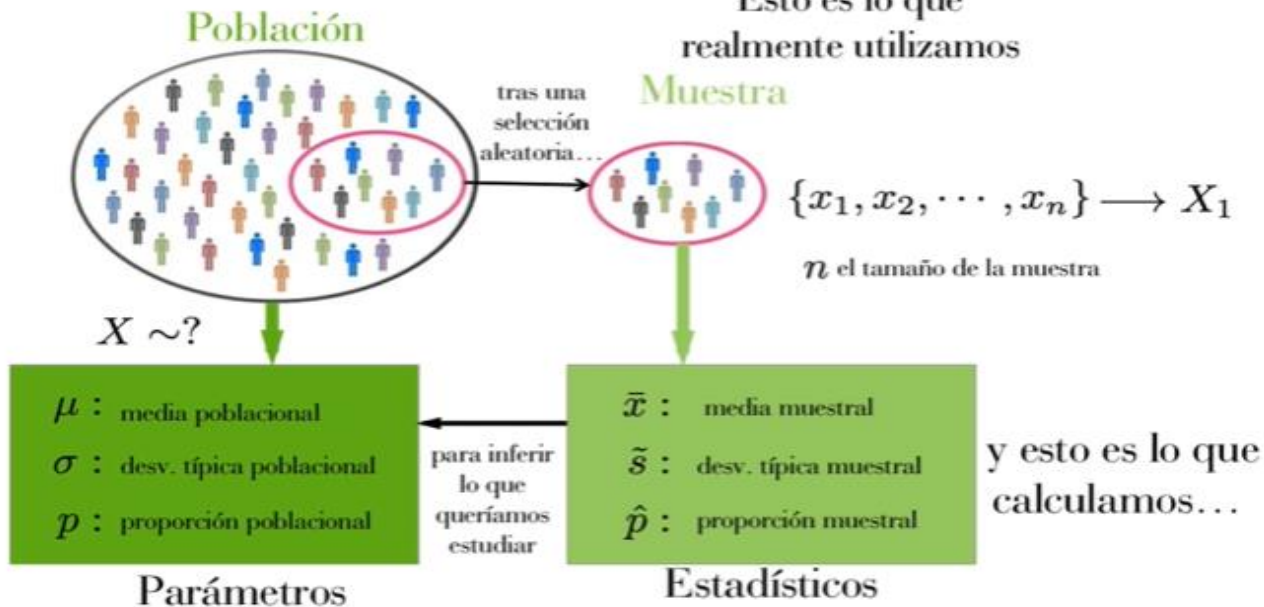 Esto es lo que
realmente utilizamos
Población
Muestra
tras una
selección
aleatoria…
{x₁, x₂, ⋯ , xₙ} ⟶ X₁
n el tamaño de la muestra
X ∼?
μ : media poblacional
σ : desv. típica poblacional
p : proporción poblacional
Parámetros
para inferir
lo que
queríamos
estudiar
x̄ : media muestral
s̃ : desv. típica muestral
p̂ : proporción muestral
Estadísticos
y esto es lo que
calculamos…